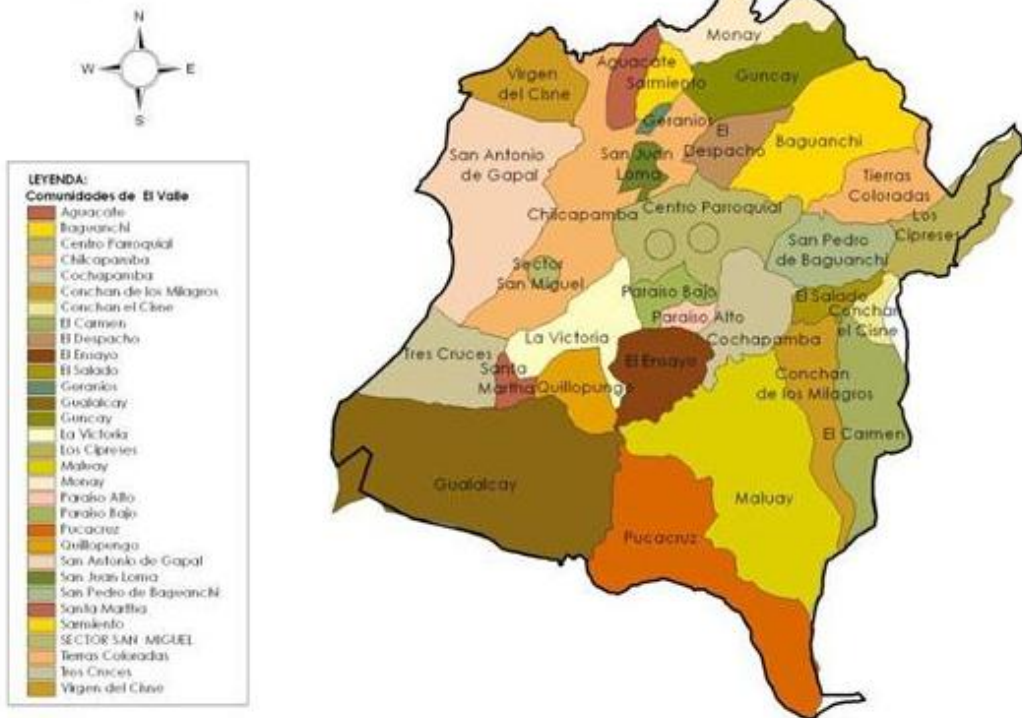 N
W E
S
LEYENDA:
Comunidades de El Valle
Aguacate
Baguanchi
Centro Parroquial
Chilcapamba
Cochapamba
Conchan de los Milagros
Conchan el Cisne
El Carmen
El Despacho
El Ensayo
El Salado
Geranios
Gualalcay
Guncay
La Victoria
Los Cipreses
Maluay
Monay
Paraiso Alto
Paraiso Bajo
Pucacruz
Quillopungo
San Antonio de Gapal
San Juan Loma
San Pedro de Baguanchi
Santa Martha
Sarmiento
SECTOR SAN MIGUEL
Tierras Coloradas
Tres Cruces
Virgen del Cisne
Monay
Aguacate
Virgen
del Cisne
Sarmiento
Guncay
Geranios
El
Despacho
Baguanchi
San Antonio
de Gapal
San Juan
Loma
Tierras
Coloradas
Chilcapamba
Centro Parroquial
Los
Cipreses
San Pedro
de Baguanchi
Sector
San Miguel
Paraiso Bajo
El Salado
Conchan
el Cisne
Paraiso Alto
La Victoria
Cochapamba
Tres Cruces
Santa
Martha
Quillopungo
El Ensayo
Conchan
de los Milagros
El Carmen
Gualalcay
Maluay
Pucacruz